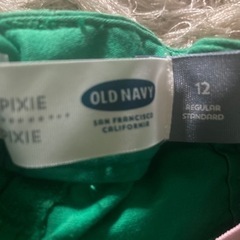 PIXIE
PIXIE
OLD NAVY
SAN FRANCISCO
CALIFORNIA
12
REGULAR
STANDARD